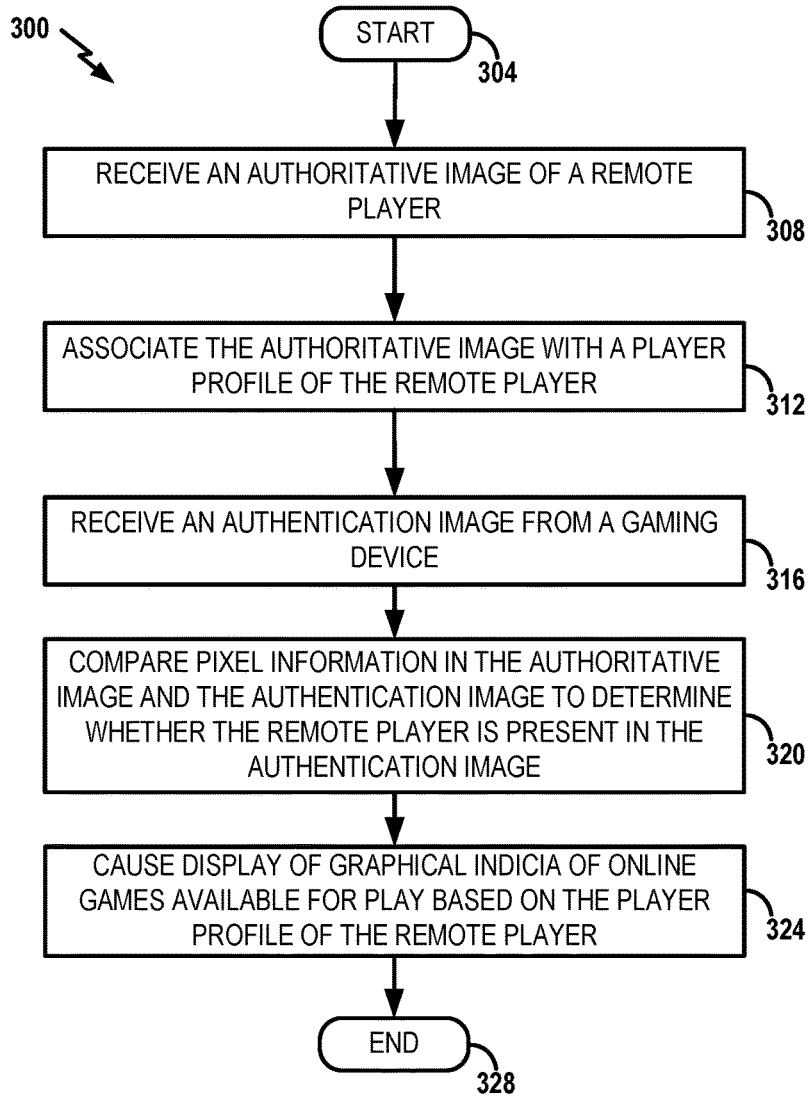 300
START
304
RECEIVE AN AUTHORITATIVE IMAGE OF A REMOTE
PLAYER
308
ASSOCIATE THE AUTHORITATIVE IMAGE WITH A PLAYER
PROFILE OF THE REMOTE PLAYER
312
RECEIVE AN AUTHENTICATION IMAGE FROM A GAMING
DEVICE
316
COMPARE PIXEL INFORMATION IN THE AUTHORITATIVE
IMAGE AND THE AUTHENTICATION IMAGE TO DETERMINE
WHETHER THE REMOTE PLAYER IS PRESENT IN THE
AUTHENTICATION IMAGE
320
CAUSE DISPLAY OF GRAPHICAL INDICIA OF ONLINE
GAMES AVAILABLE FOR PLAY BASED ON THE PLAYER
PROFILE OF THE REMOTE PLAYER
324
END
328